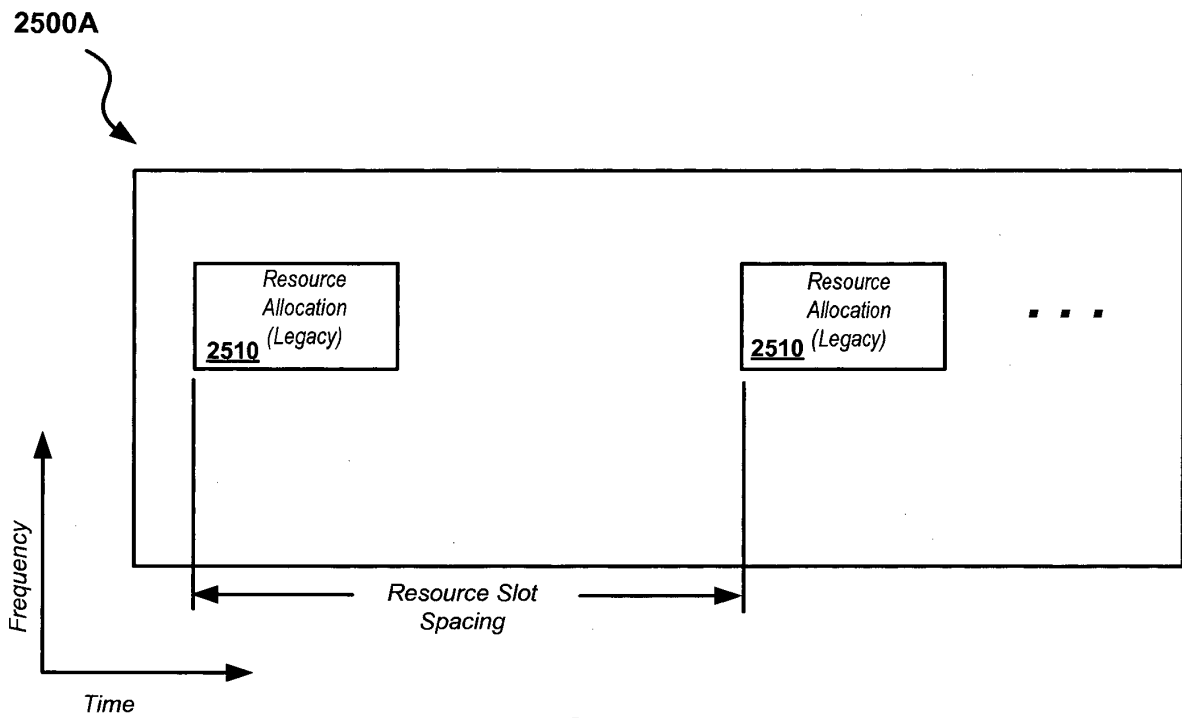 2500A
Resource
Allocation
2510 (Legacy)
Resource
Allocation
2510 (Legacy)
. . .
Resource Slot
Spacing
Frequency
Time